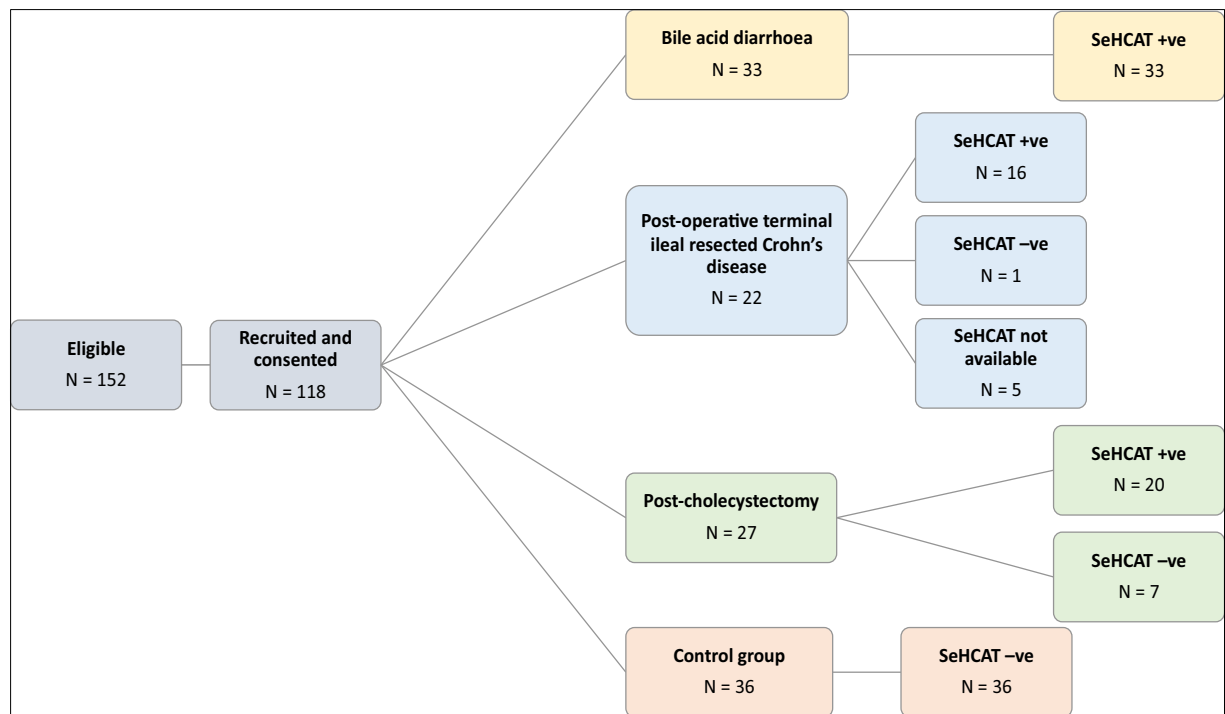 Eligible
N = 152
Recruited and
consented
N = 118
Bile acid diarrhoea
N = 33
SeHCAT +ve
N = 33
Post-operative terminal
ileal resected Crohn’s
disease
N = 22
SeHCAT +ve
N = 16
SeHCAT –ve
N = 1
SeHCAT not
available
N = 5
Post-cholecystectomy
N = 27
SeHCAT +ve
N = 20
SeHCAT –ve
N = 7
Control group
N = 36
SeHCAT –ve
N = 36